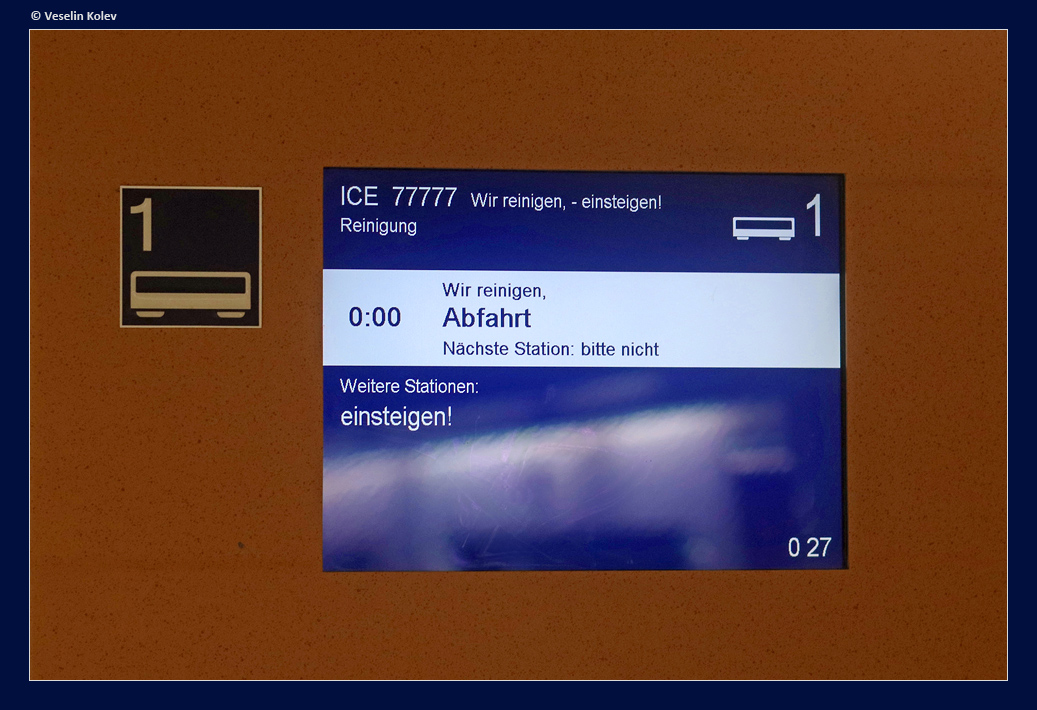 © Veselin Kolev
1
ICE 77777 Wir reinigen, - einsteigen!
Reinigung
1
Wir reinigen,
0:00 Abfahrt
Nächste Station: bitte nicht
Weitere Stationen:
einsteigen!
0 27